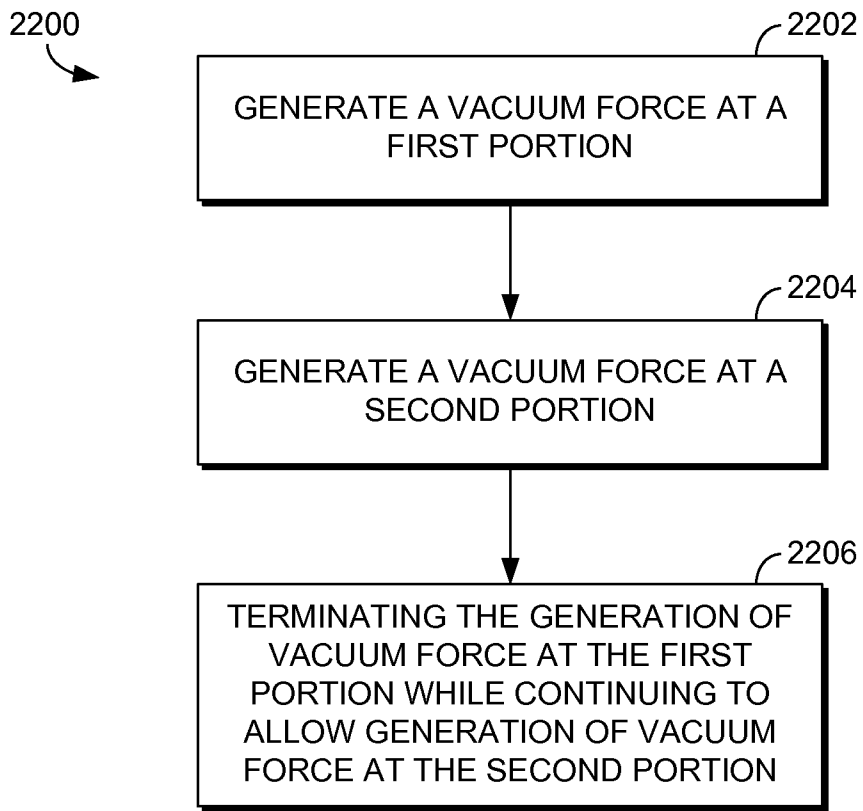 2200
2202
GENERATE A VACUUM FORCE AT A
FIRST PORTION
2204
GENERATE A VACUUM FORCE AT A
SECOND PORTION
2206
TERMINATING THE GENERATION OF
VACUUM FORCE AT THE FIRST
PORTION WHILE CONTINUING TO
ALLOW GENERATION OF VACUUM
FORCE AT THE SECOND PORTION